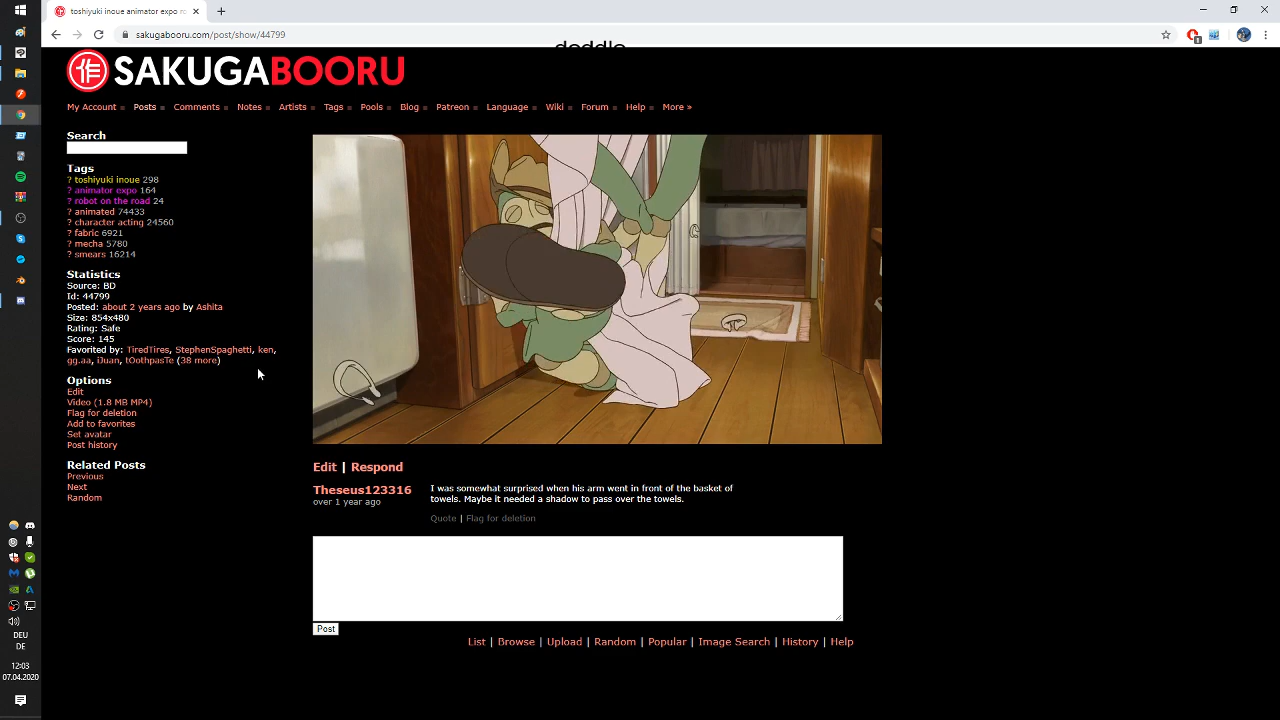 toshiyuki inoue animator expo ro
sakugabooru.com/post/show/44799
1
作 SAKUGABOORU
My Account Posts Comments Notes Artists Tags Pools Blog Patreon Language Wiki Forum Help More »
Search
Tags
? toshiyuki inoue 298
? animator expo 164
? robot on the road 24
? animated 74433
? character acting 24560
? fabric 6921
? mecha 5780
? smears 16214
Statistics
Source: BD
Id: 44799
Posted: about 2 years ago by Ashita
Size: 854x480
Rating: Safe
Score: 145
Favorited by: TiredTires, StephenSpaghetti, ken,
gg.aa, iJuan, tOothpasTe (38 more)
Options
Edit
Video (1.8 MB MP4)
Flag for deletion
Add to favorites
Set avatar
Post history
Related Posts
Previous
Next
Random
Edit | Respond
Theseus123316
over 1 year ago
I was somewhat surprised when his arm went in front of the basket of
towels. Maybe it needed a shadow to pass over the towels.
Quote | Flag for deletion
Post
List | Browse | Upload | Random | Popular | Image Search | History | Help
DEU
DE
12:03
07.04.2020